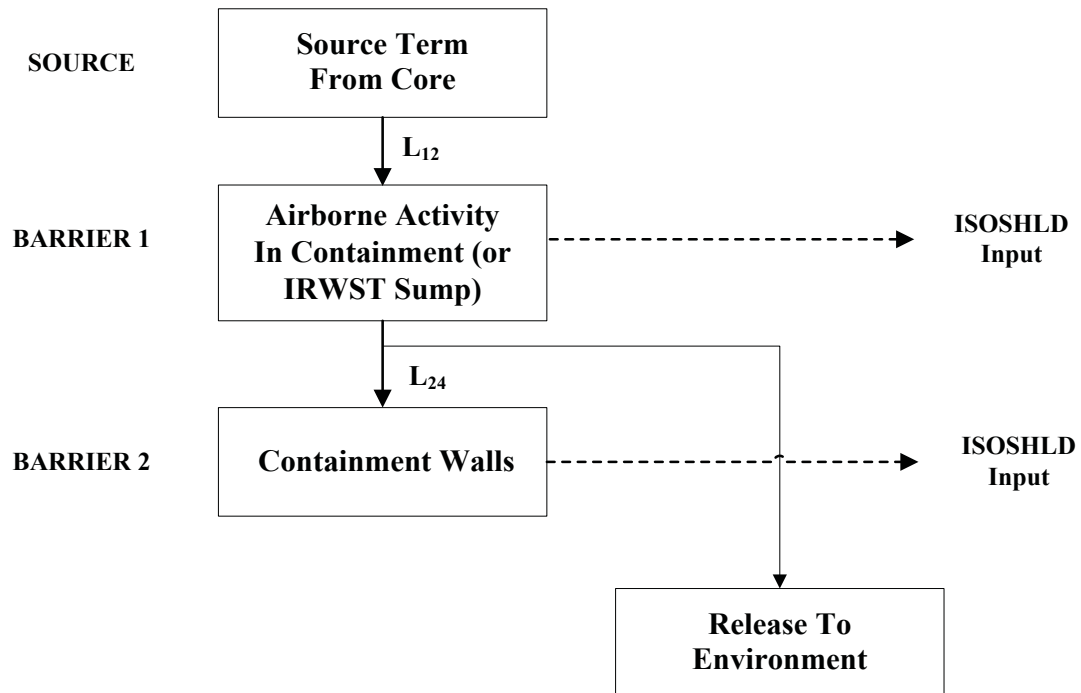 SOURCE
Source Term
From Core
L12
BARRIER 1
Airborne Activity
In Containment (or
IRWST Sump)
ISOSHLD
Input
L24
BARRIER 2
Containment Walls
ISOSHLD
Input
Release To
Environment